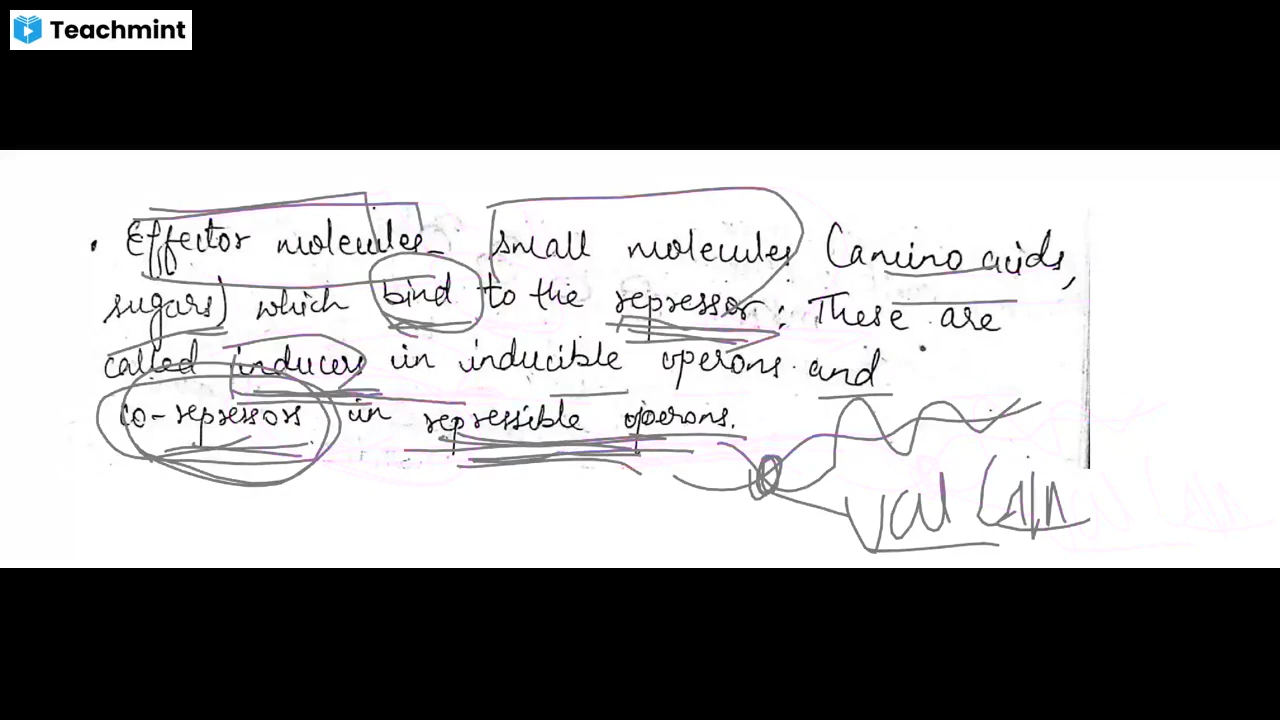 Teachmint
• Effector molecules - small molecules (amino acids,
sugars) which bind to the repressor: These are
called inducers in inducible operons and
co-repressors in repressible operons.